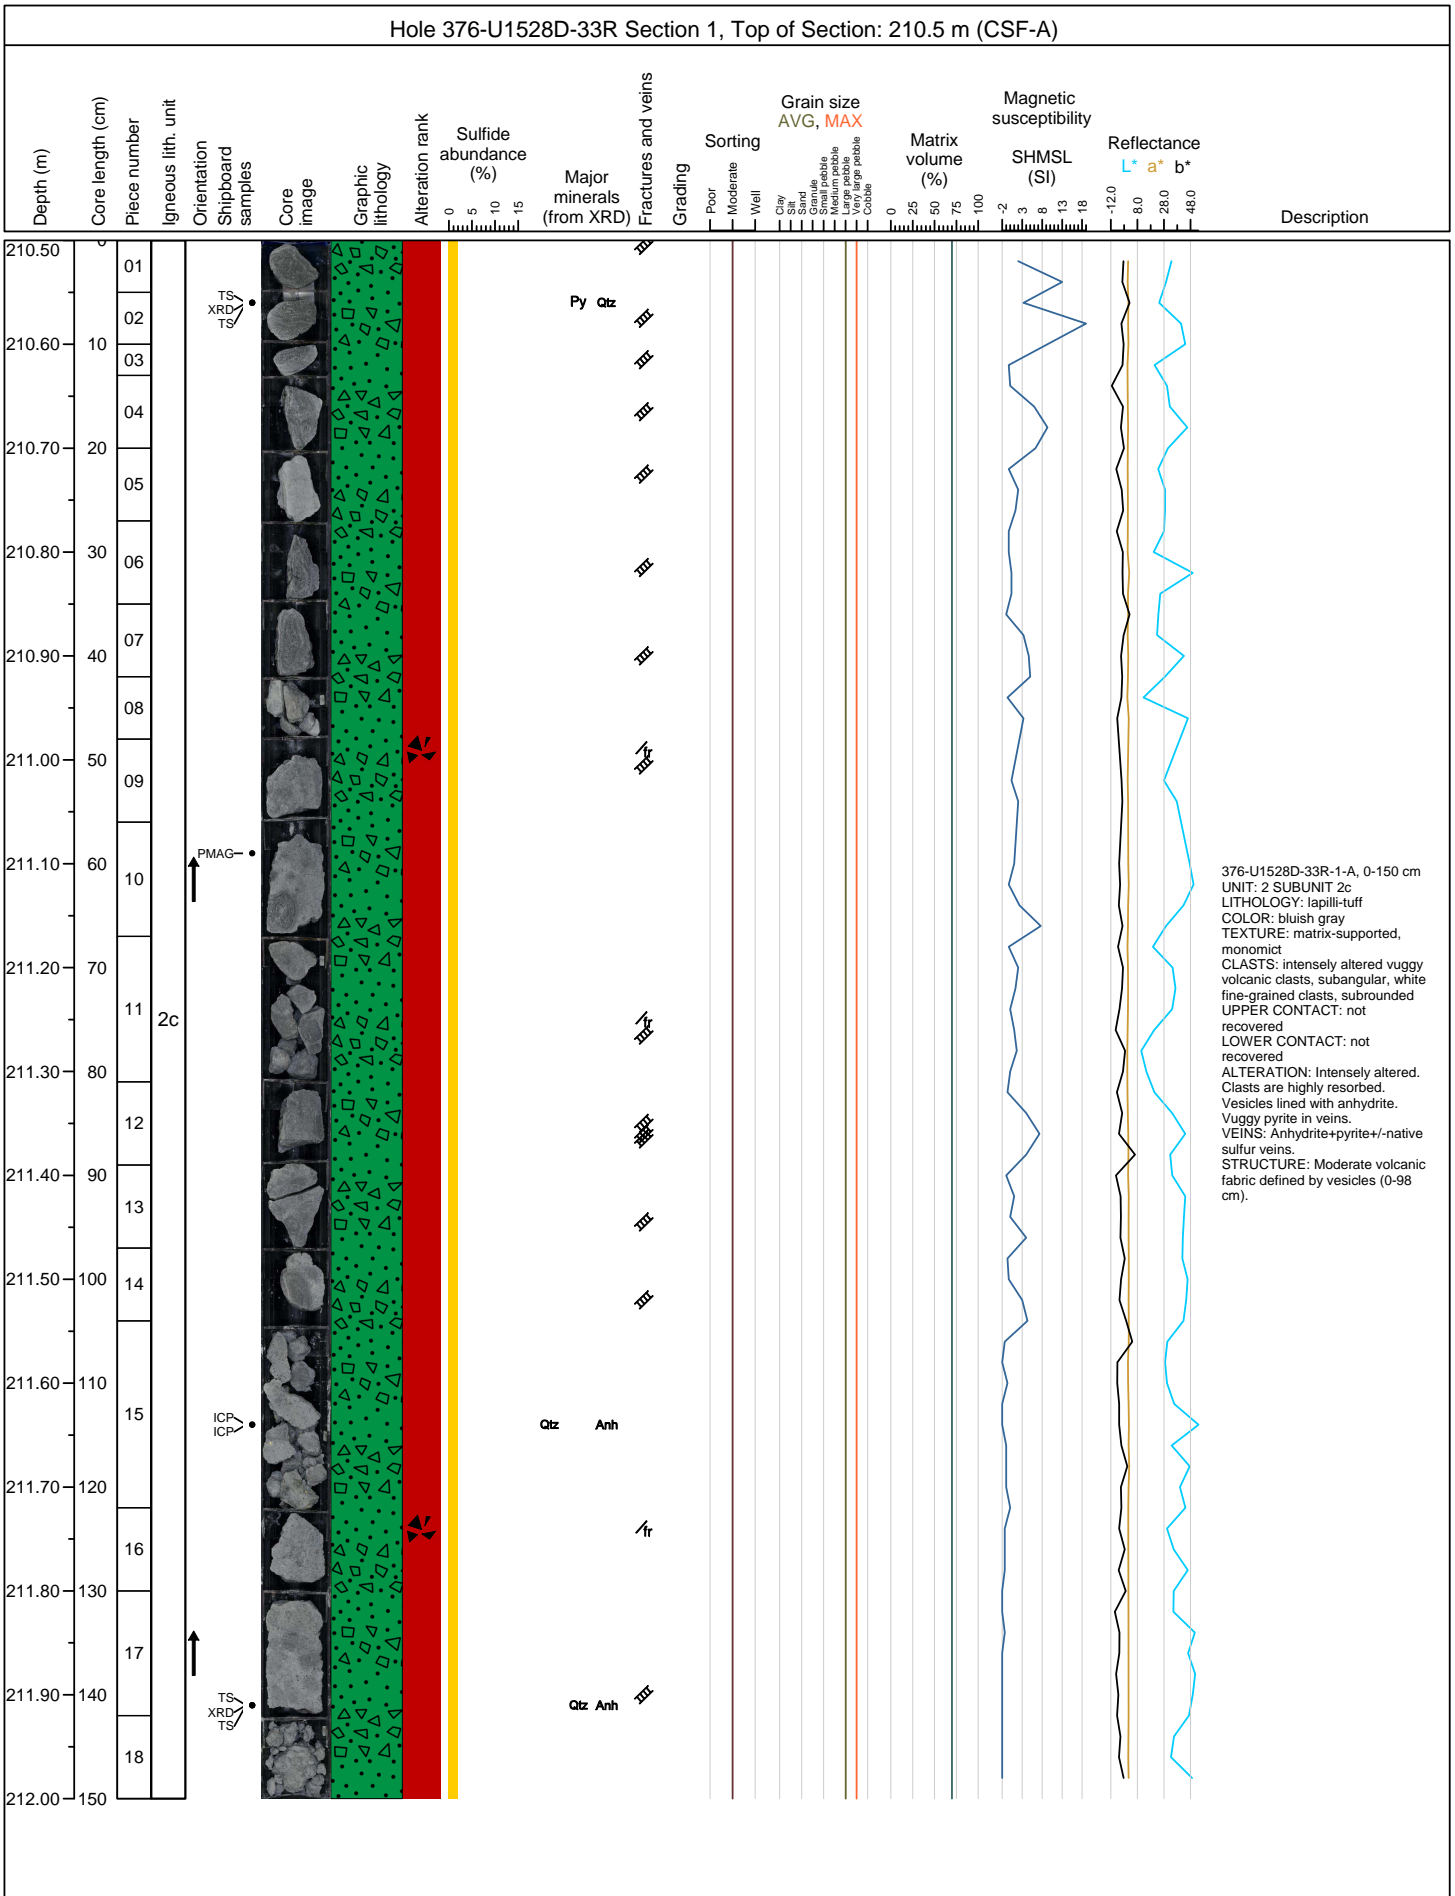 Hole 376-U1528D-33R Section 1, Top of Section: 210.5 m (CSF-A)
Depth (m)
Core length (cm)
Piece number
Igneous lith. unit
Orientation
Shipboard
samples
Core
image
Graphic
lithology
Alteration rank
Sulfide
abundance
(%)
0 5 10 15
Major
minerals
(from XRD)
Fractures and veins
Grading
Sorting
Poor
Moderate
Well
Grain size
AVG, MAX
Clay
Silt
Sand
Granule
Small pebble
Medium pebble
Large pebble
Very large pebble
Cobble
Matrix
volume
(%)
0 25 50 75 100
Magnetic
susceptibility
SHMSL
(SI)
-2 3 8 13 18
Reflectance
L* a* b*
-12.0 8.0 28.0 48.0
Description
210.50 0
01
TS
XRD
TS
Py Qtz
02
210.60 10
03
04
210.70 20
05
210.80 30
06
07
210.90 40
08
fr
211.00 50
09
PMAG
211.10 60
10
211.20 70
11
2c
fr
211.30 80
12
211.40 90
13
211.50 100
14
211.60 110
15
ICP
ICP
Qtz Anh
211.70 120
fr
16
211.80 130
17
211.90 140
TS
XRD
TS
Qtz Anh
18
212.00 150
376-U1528D-33R-1-A, 0-150 cm
UNIT: 2 SUBUNIT 2c
LITHOLOGY: lapilli-tuff
COLOR: bluish gray
TEXTURE: matrix-supported,
monomict
CLASTS: intensely altered vuggy
volcanic clasts, subangular, white
fine-grained clasts, subrounded
UPPER CONTACT: not
recovered
LOWER CONTACT: not
recovered
ALTERATION: Intensely altered.
Clasts are highly resorbed.
Vesicles lined with anhydrite.
Vuggy pyrite in veins.
VEINS: Anhydrite+pyrite+/-native
sulfur veins.
STRUCTURE: Moderate volcanic
fabric defined by vesicles (0-98
cm).